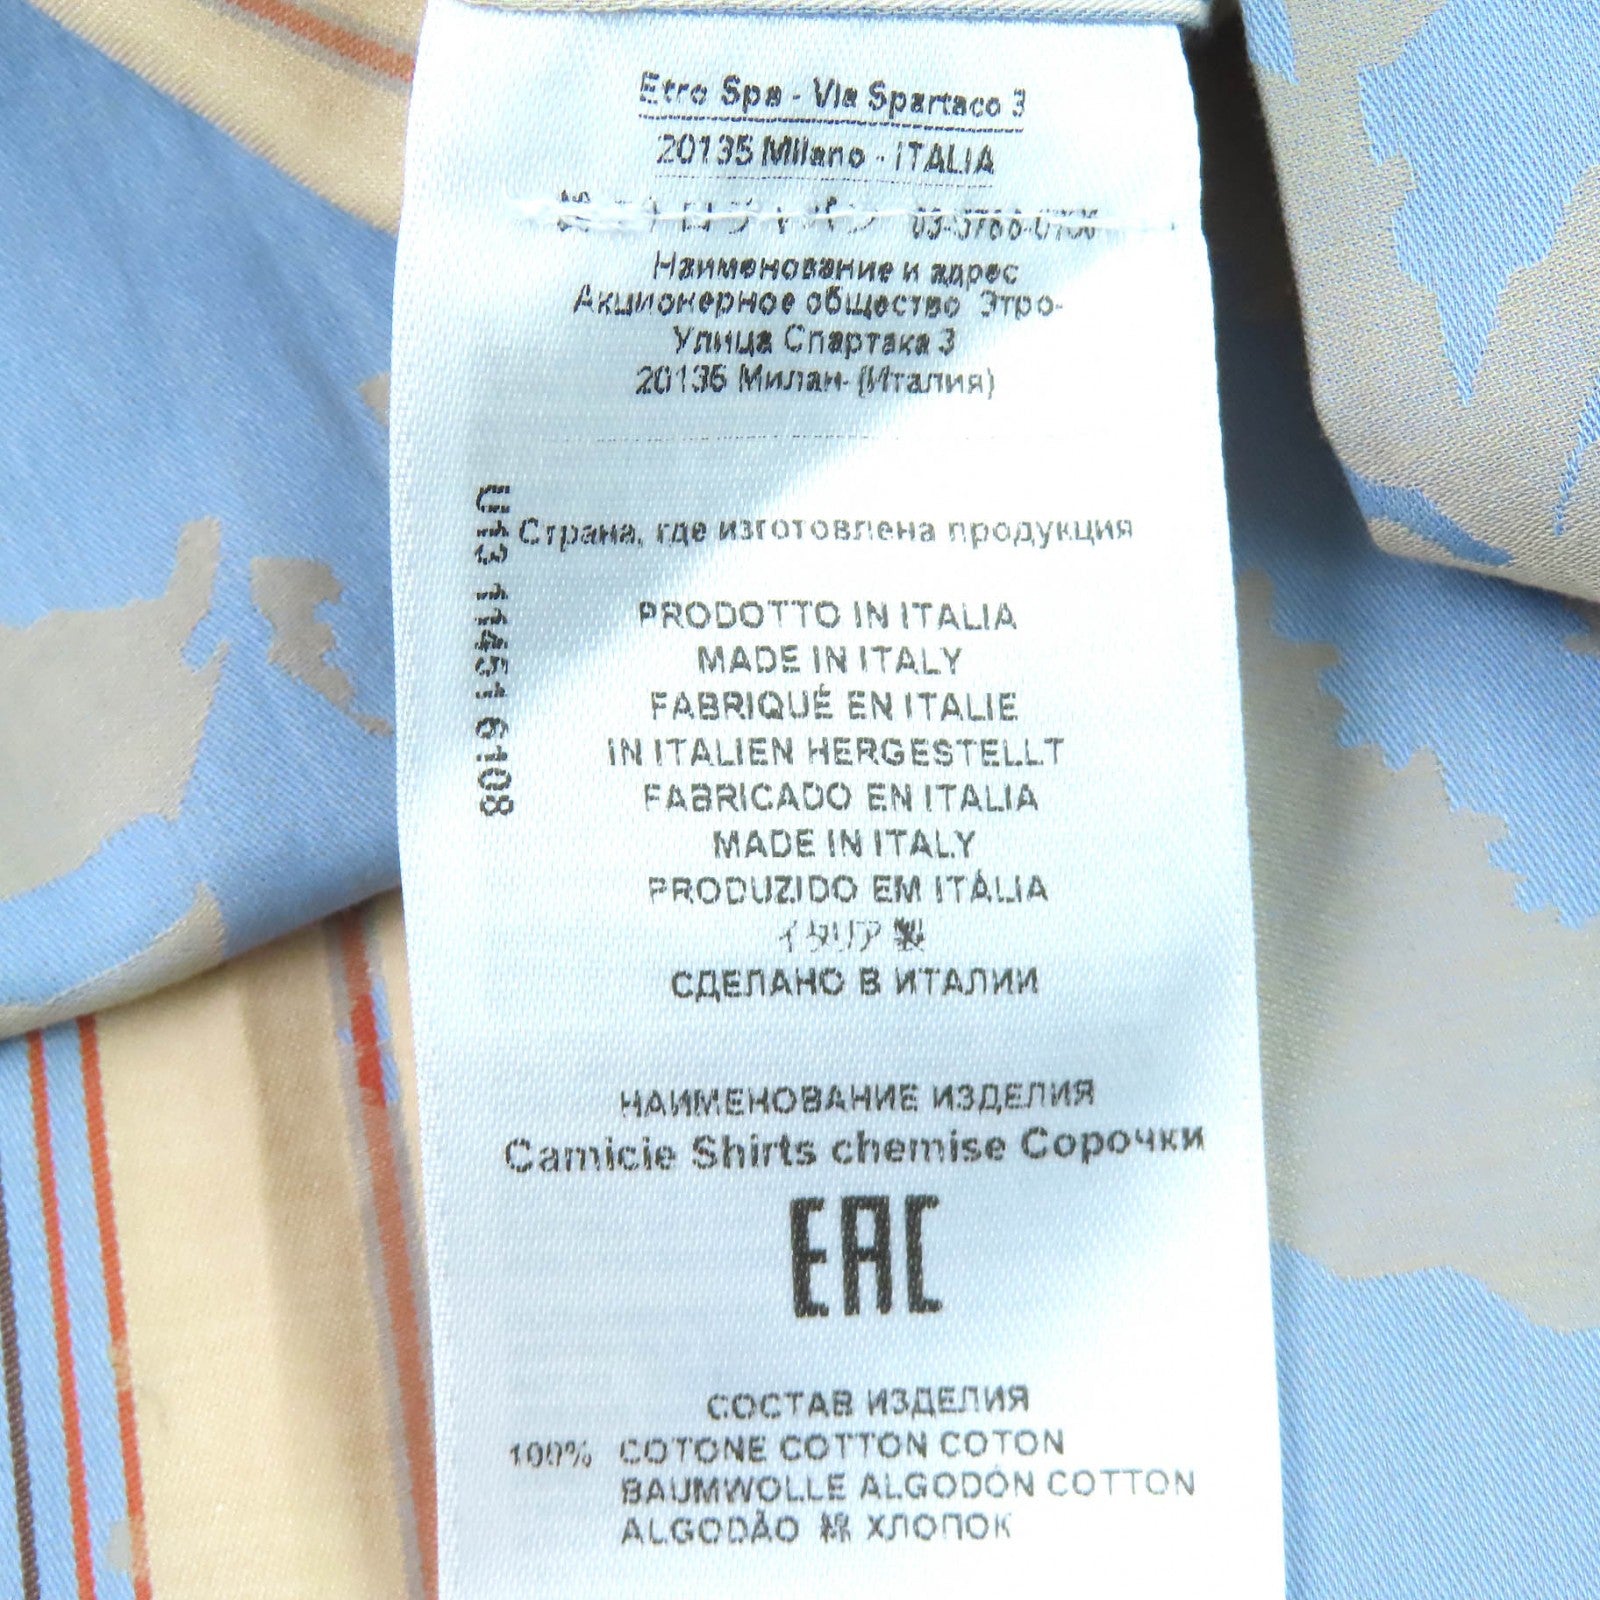 Etro Spa - Via Spartaco 3
20135 Milano - ITALIA
03-3766-0700
Наименование и адрес
Акционерное общество Этро-
Улица Спартака 3
20135 Милан- (Италия)
U13 11451 6108
Страна, где изготовлена продукция
PRODOTTO IN ITALIA
MADE IN ITALY
FABRIQUÉ EN ITALIE
IN ITALIEN HERGESTELLT
FABRICADO EN ITALIA
MADE IN ITALY
PRODUZIDO EM ITÁLIA
イタリア製
СДЕЛАНО В ИТАЛИИ
НАИМЕНОВАНИЕ ИЗДЕЛИЯ
Camicie Shirts chemise Сорочки
EAC
СОСТАВ ИЗДЕЛИЯ
100% COTONE COTTON COTON
BAUMWOLLE ALGODÓN COTTON
ALGODÃO 綿 ХЛОПОК